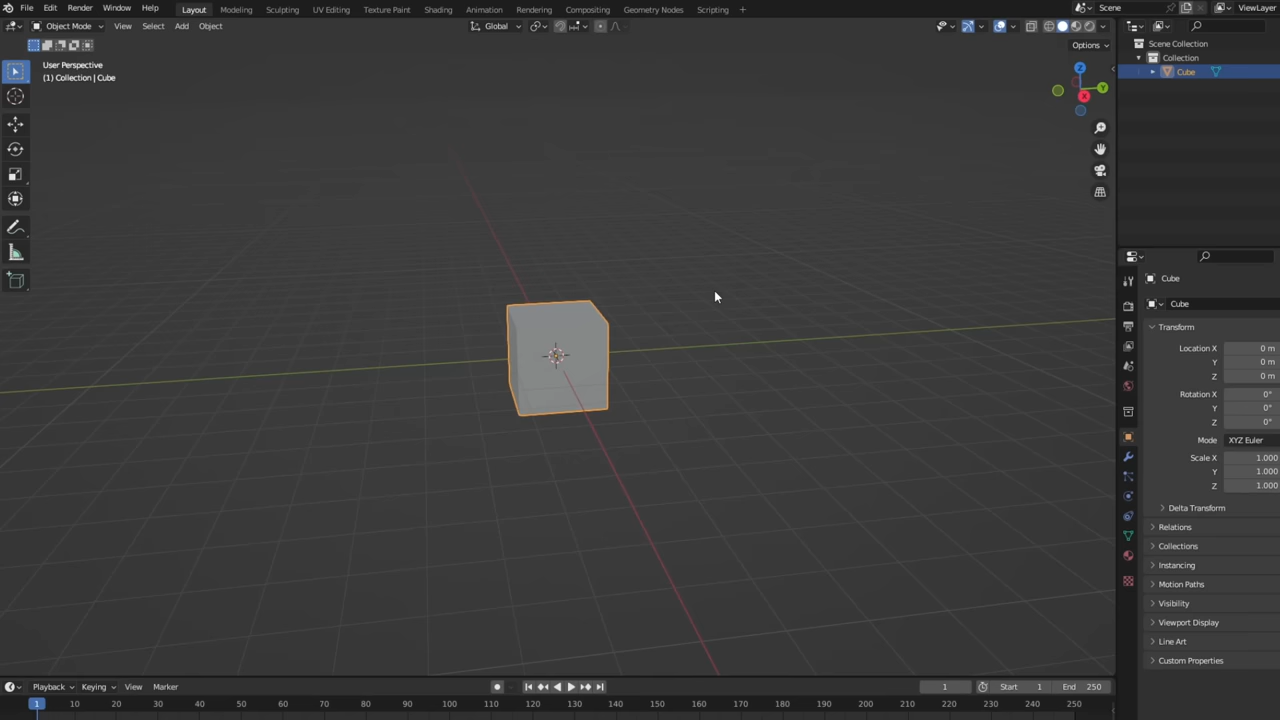 File Edit Render Window Help Layout Modeling Sculpting UV Editing Texture Paint Shading Animation Rendering Compositing Geometry Nodes Scripting + Scene ViewLayer
Object Mode View Select Add Object Global
Options
User Perspective
(1) Collection | Cube
Z
Y
X
Scene Collection
Collection
Cube
Cube
Cube
Transform
Location X 0 m
Y 0 m
Z 0 m
Rotation X 0°
Y 0°
Z 0°
Mode XYZ Euler
Scale X 1.000
Y 1.000
Z 1.000
Delta Transform
Relations
Collections
Instancing
Motion Paths
Visibility
Viewport Display
Line Art
Custom Properties
Playback Keying View Marker 1 Start 1 End 250
1 10 20 30 40 50 60 70 80 90 100 110 120 130 140 150 160 170 180 190 200 210 220 230 240 250